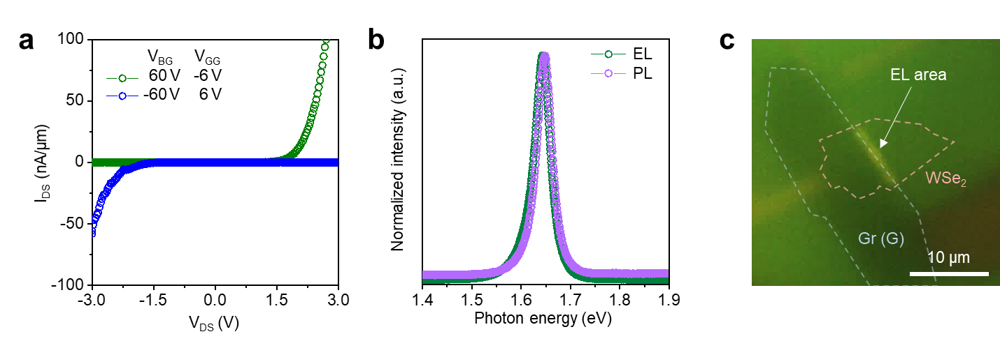 a
100
50
0
-50
-100
I_DS (nA/μm)
V_BG V_GG
60 V -6 V
-60 V 6 V
-3.0 -1.5 0.0 1.5 3.0
V_DS (V)
b
Normalized intensity (a.u.)
EL
PL
1.4 1.5 1.6 1.7 1.8 1.9
Photon energy (eV)
c
EL area
WSe₂
Gr (G)
10 μm